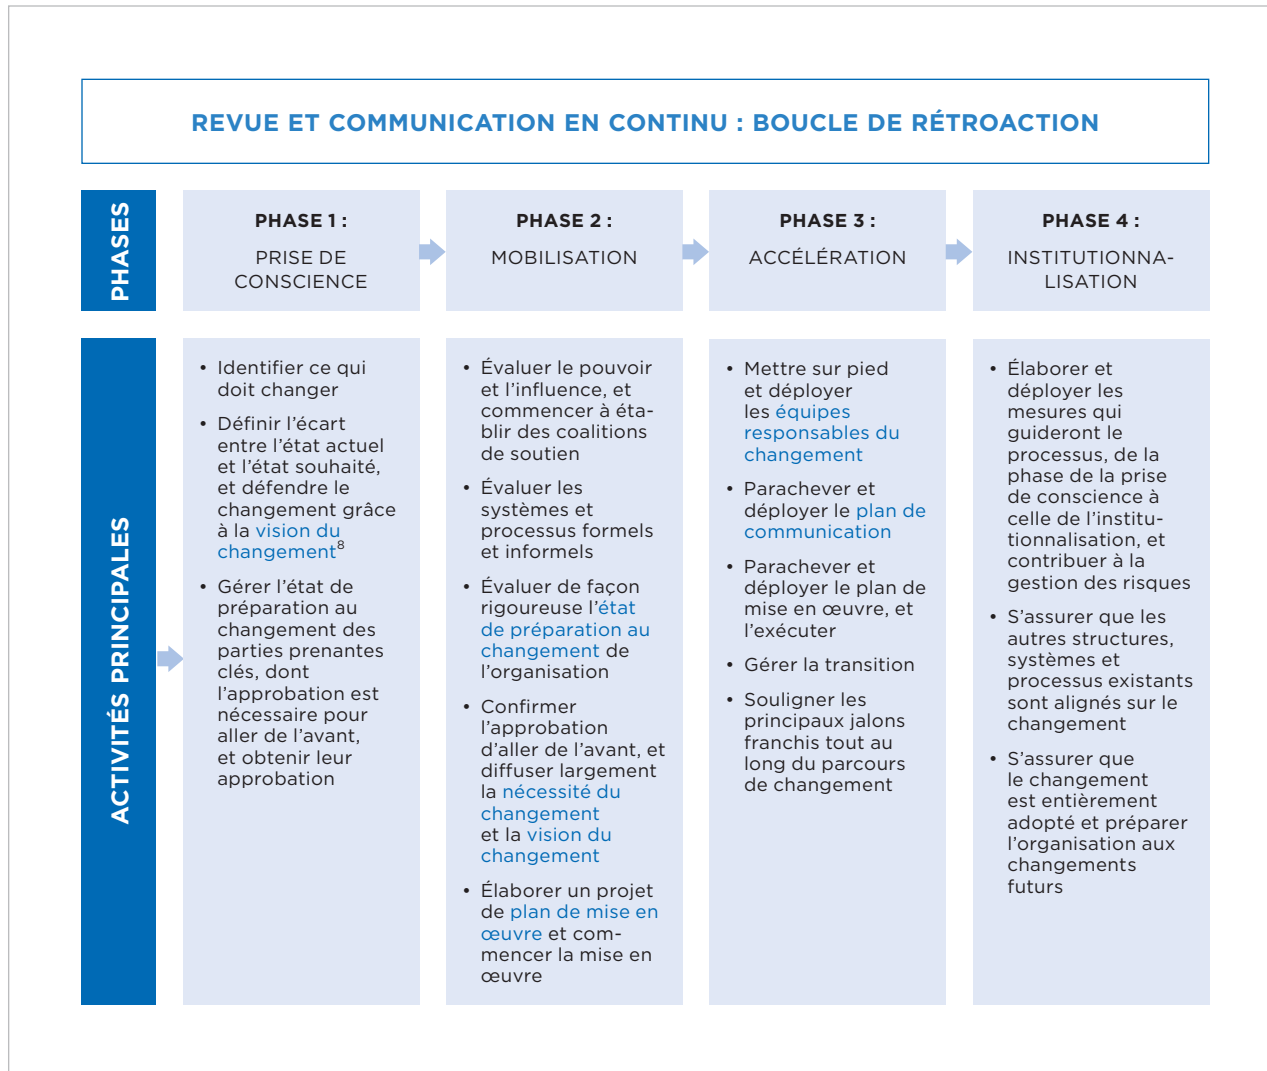 REVUE ET COMMUNICATION EN CONTINU : BOUCLE DE RÉTROACTION
PHASES
PHASE 1 :
PRISE DE
CONSCIENCE
PHASE 2 :
MOBILISATION
PHASE 3 :
ACCÉLÉRATION
PHASE 4 :
INSTITUTIONNA-
LISATION
ACTIVITÉS PRINCIPALES
• Identifier ce qui
doit changer
• Définir l'écart
entre l'état actuel
et l'état souhaité,
et défendre le
changement grâce
à la vision du
changement⁸
• Gérer l'état de
préparation au
changement des
parties prenantes
clés, dont
l'approbation est
nécessaire pour
aller de l'avant,
et obtenir leur
approbation
• Évaluer le pouvoir
et l'influence, et
commencer à éta-
blir des coalitions
de soutien
• Évaluer les
systèmes et
processus formels
et informels
• Évaluer de façon
rigoureuse l'état
de préparation au
changement de
l'organisation
• Confirmer
l'approbation
d'aller de l'avant, et
diffuser largement
la nécessité du
changement
et la vision du
changement
• Élaborer un projet
de plan de mise en
œuvre et com-
mencer la mise en
œuvre
• Mettre sur pied
et déployer
les équipes
responsables du
changement
• Parachever et
déployer le plan de
communication
• Parachever et
déployer le plan de
mise en œuvre, et
l'exécuter
• Gérer la transition
• Souligner les
principaux jalons
franchis tout au
long du parcours
de changement
• Élaborer et
déployer les
mesures qui
guideront le
processus, de la
phase de la prise
de conscience à
celle de l'institu-
tionnalisation, et
contribuer à la
gestion des risques
• S'assurer que les
autres structures,
systèmes et
processus existants
sont alignés sur le
changement
• S'assurer que
le changement
est entièrement
adopté et préparer
l'organisation aux
changements
futurs